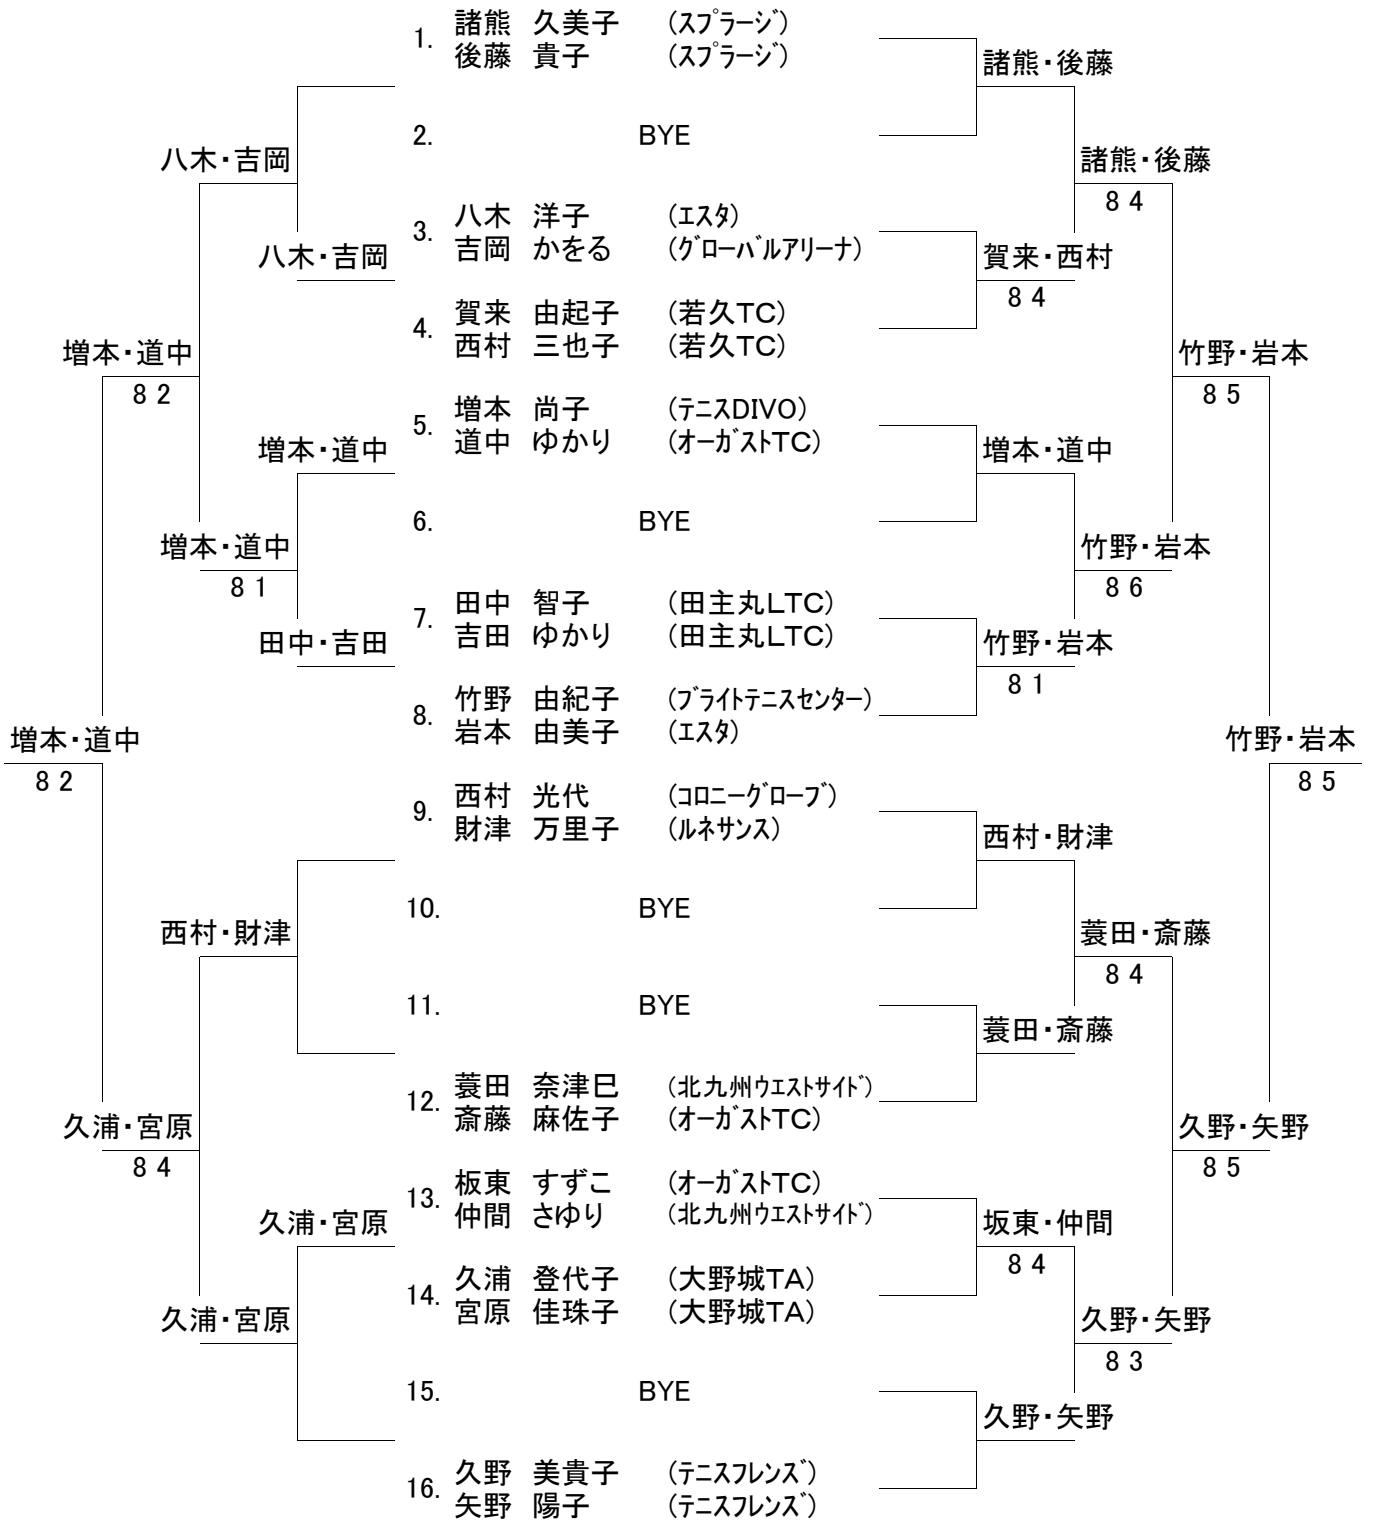 1. 諸熊 久美子 (スプラージ)
後藤 貴子 (スプラージ)
諸熊・後藤
2. BYE
八木・吉岡
諸熊・後藤
8 4
3. 八木 洋子 (エスタ)
吉岡 かをる (グローバルアリーナ)
八木・吉岡
賀来・西村
8 4
4. 賀来 由起子 (若久TC)
西村 三也子 (若久TC)
増本・道中
8 2
竹野・岩本
8 5
5. 増本 尚子 (テニスDIVO)
道中 ゆかり (オーガストTC)
増本・道中
増本・道中
6. BYE
増本・道中
8 1
竹野・岩本
8 6
7. 田中 智子 (田主丸LTC)
吉田 ゆかり (田主丸LTC)
田中・吉田
竹野・岩本
8 1
8. 竹野 由紀子 (ブライトテニスセンター)
岩本 由美子 (エスタ)
増本・道中
8 2
竹野・岩本
8 5
9. 西村 光代 (コロニーグローブ)
財津 万里子 (ルネサンス)
西村・財津
10. BYE
西村・財津
蓑田・斎藤
8 4
11. BYE
蓑田・斎藤
12. 蓑田 奈津巳 (北九州ウエストサイド)
斎藤 麻佐子 (オーガストTC)
久浦・宮原
8 4
久野・矢野
8 5
13. 板東 すずこ (オーガストTC)
仲間 さゆり (北九州ウエストサイド)
久浦・宮原
坂東・仲間
8 4
14. 久浦 登代子 (大野城TA)
宮原 佳珠子 (大野城TA)
久浦・宮原
久野・矢野
8 3
15. BYE
久野・矢野
16. 久野 美貴子 (テニスフレンズ)
矢野 陽子 (テニスフレンズ)